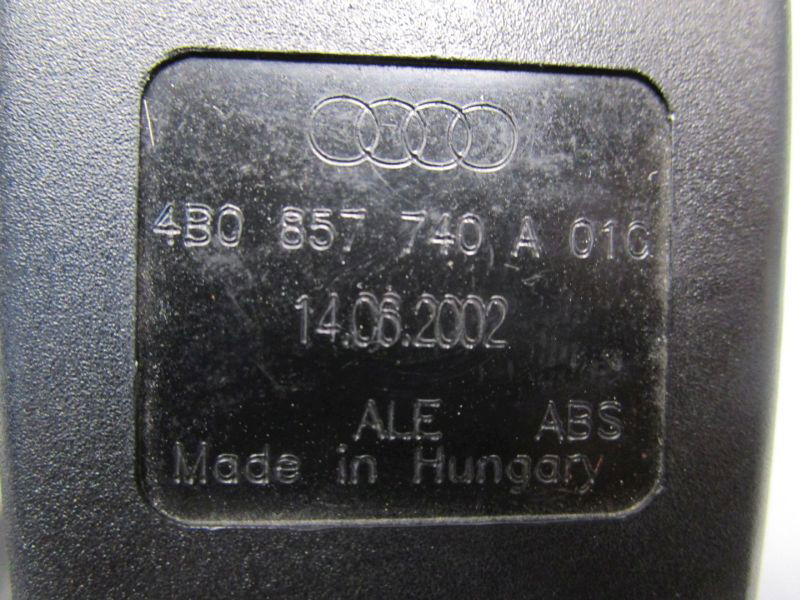 4B0 857 740 A 01C
14.06.2002
ALE ABS
Made in Hungary